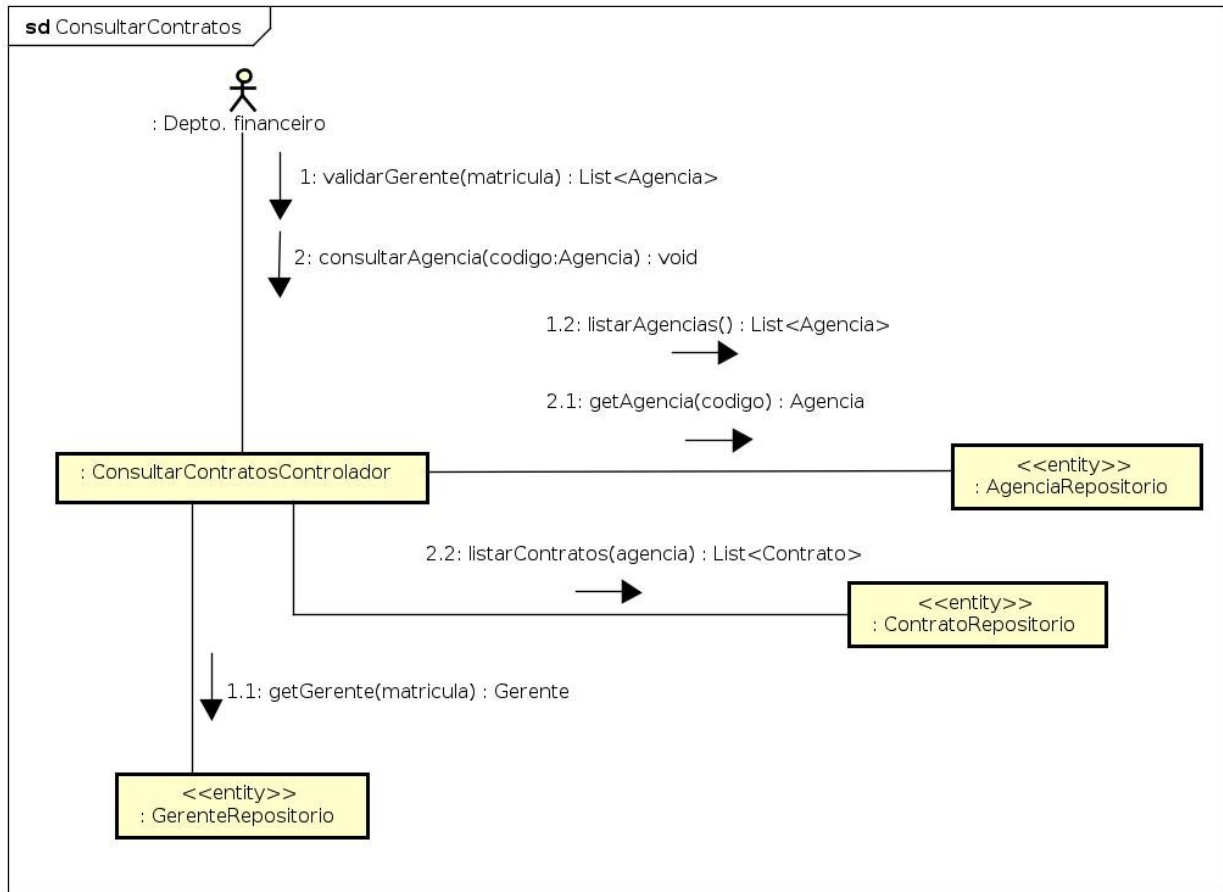 sd ConsultarContratos
: Depto. financeiro
1: validarGerente(matricula) : List<Agencia>
2: consultarAgencia(codigo:Agencia) : void
1.2: listarAgencias() : List<Agencia>
2.1: getAgencia(codigo) : Agencia
: ConsultarContratosControlador
<<entity>>
: AgenciaRepositorio
2.2: listarContratos(agencia) : List<Contrato>
<<entity>>
: ContratoRepositorio
1.1: getGerente(matricula) : Gerente
<<entity>>
: GerenteRepositorio